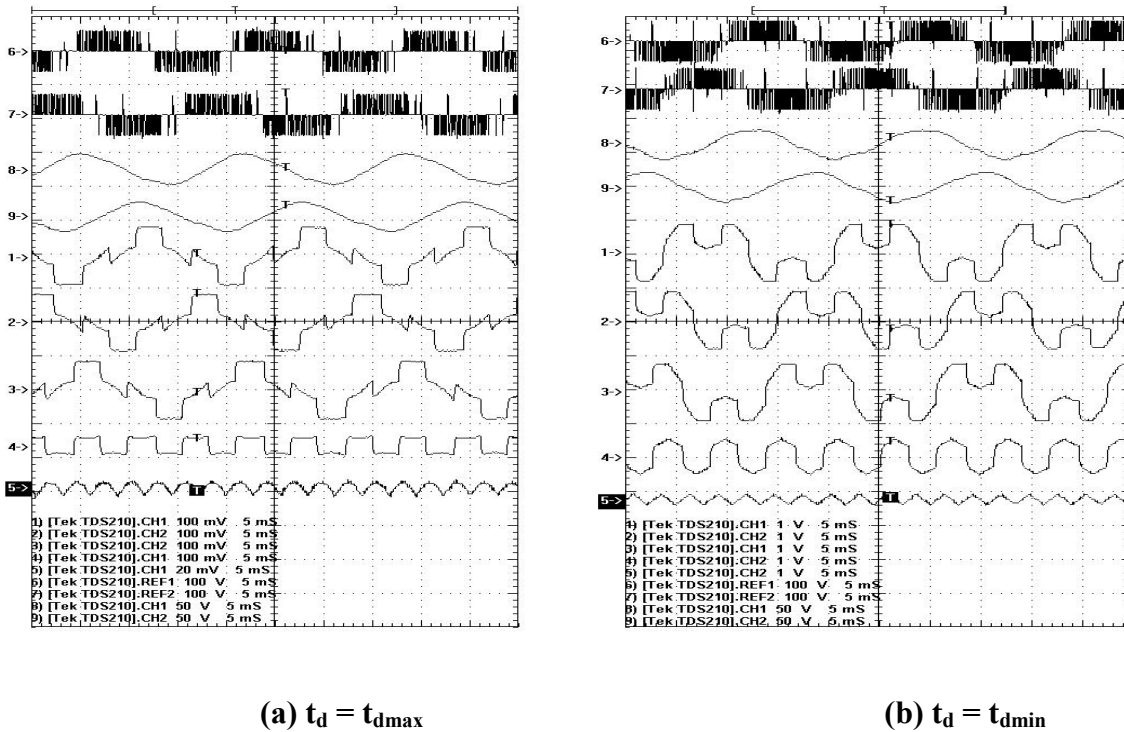 T
6->
7->
8->
9->
1->
2->
3->
4->
5->
T
T
T
T
T
T
T
T
T
1) [Tek TDS210].CH1 100 mV 5 mS
2) [Tek TDS210].CH2 100 mV 5 mS
3) [Tek TDS210].CH2 100 mV 5 mS
4) [Tek TDS210].CH1 100 mV 5 mS
5) [Tek TDS210].CH1 20 mV 5 mS
6) [Tek TDS210].REF1 100 V 5 mS
7) [Tek TDS210].REF2 100 V 5 mS
8) [Tek TDS210].CH1 50 V 5 mS
9) [Tek TDS210].CH2 50 V 5 mS
(a) t_d = t_dmax
T
6->
7->
8->
9->
1->
2->
3->
4->
5->
T
T
T
T
T
T
T
T
1) [Tek TDS210].CH1 1 V 5 mS
2) [Tek TDS210].CH2 1 V 5 mS
3) [Tek TDS210].CH1 1 V 5 mS
4) [Tek TDS210].CH2 1 V 5 mS
5) [Tek TDS210].CH2 1 V 5 mS
6) [Tek TDS210].REF1 100 V 5 mS
7) [Tek TDS210].REF2 100 V 5 mS
8) [Tek TDS210].CH1 50 V 5 mS
9) [Tek TDS210].CH2 50 V 5 mS
(b) t_d = t_dmin